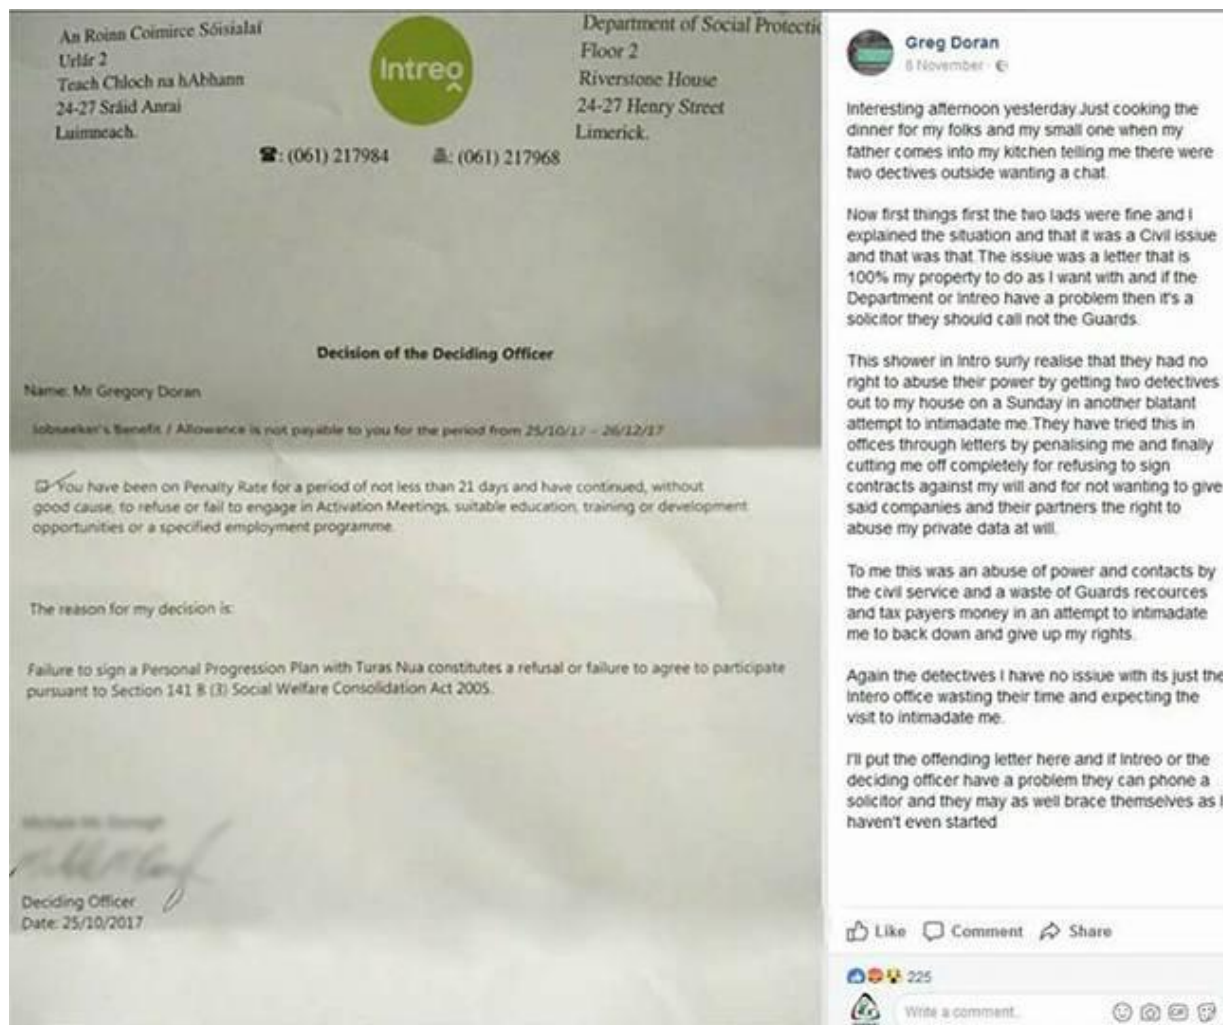 An Roinn Coimirce Sóisialaí
Urlár 2
Teach Chloch na hAbhann
24-27 Sráid Anraí
Luimneach.
Intreo
Department of Social Protectio
Floor 2
Riverstone House
24-27 Henry Street
Limerick.
☎: (061) 217984 : (061) 217968
Decision of the Deciding Officer
Name: Mr Gregory Doran
Jobseeker's Benefit / Allowance is not payable to you for the period from 25/10/17 – 26/12/17
☑ You have been on Penalty Rate for a period of not less than 21 days and have continued, without
good cause, to refuse or fail to engage in Activation Meetings, suitable education, training or development
opportunities or a specified employment programme.
The reason for my decision is:
Failure to sign a Personal Progression Plan with Turas Nua constitutes a refusal or failure to agree to participate
pursuant to Section 141 B (3) Social Welfare Consolidation Act 2005.
Deciding Officer
Date: 25/10/2017
Greg Doran
8 November
Interesting afternoon yesterday.Just cooking the
dinner for my folks and my small one when my
father comes into my kitchen telling me there were
two dectives outside wanting a chat.
Now first things first the two lads were fine and I
explained the situation and that it was a Civil issiue
and that was that.The issiue was a letter that is
100% my property to do as I want with and if the
Department or Intreo have a problem then it's a
solicitor they should call not the Guards.
This shower in Intro surly realise that they had no
right to abuse their power by getting two detectives
out to my house on a Sunday in another blatant
attempt to intimadate me.They have tried this in
offices through letters by penalising me and finally
cutting me off completely for refusing to sign
contracts against my will and for not wanting to give
said companies and their partners the right to
abuse my private data at will.
To me this was an abuse of power and contacts by
the civil service and a waste of Guards recources
and tax payers money in an attempt to intimadate
me to back down and give up my rights.
Again the detectives I have no issiue with its just the
Intero office wasting their time and expecting the
visit to intimadate me.
I'll put the offending letter here and if Intreo or the
deciding officer have a problem they can phone a
solicitor and they may as well brace themselves as I
haven't even started
Like Comment Share
225
Write a comment...
GIF